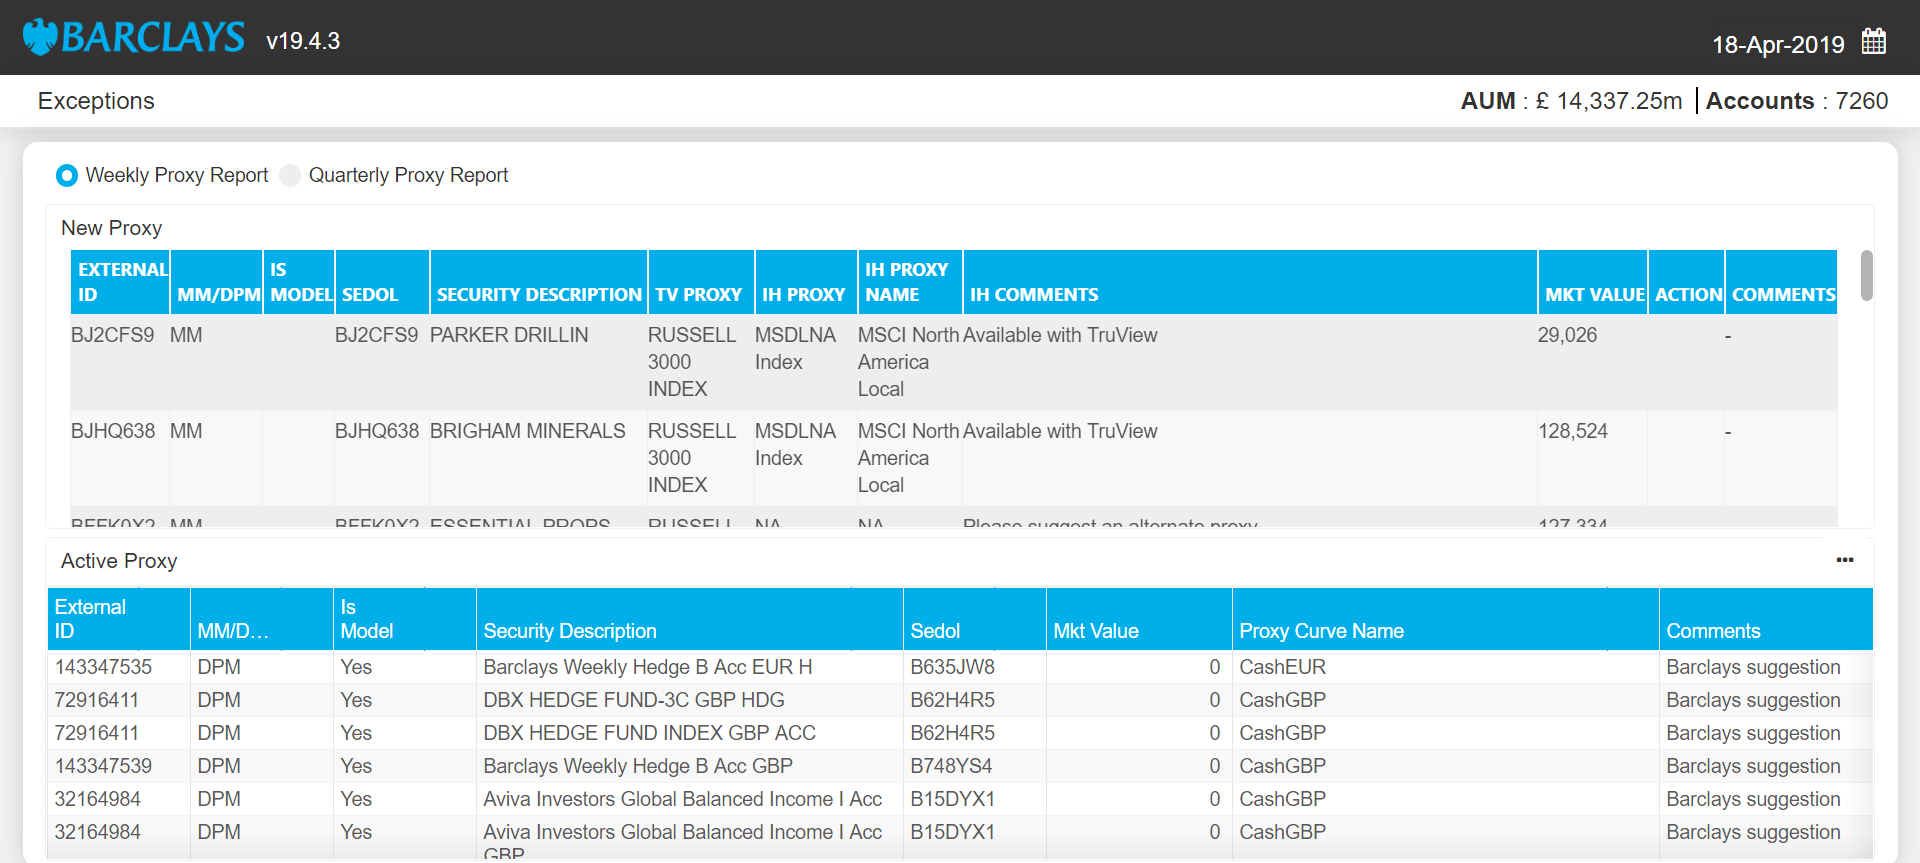 BARCLAYS v19.4.3 18-Apr-2019
Exceptions AUM : £ 14,337.25m Accounts : 7260
Weekly Proxy Report Quarterly Proxy Report
New Proxy
EXTERNAL ID MM/DPM IS MODEL SEDOL SECURITY DESCRIPTION TV PROXY IH PROXY IH PROXY NAME IH COMMENTS MKT VALUE ACTION COMMENTS
BJ2CFS9 MM BJ2CFS9 PARKER DRILLIN RUSSELL 3000 INDEX MSDLNA Index MSCI North America Local Available with TruView 29,026 -
BJHQ638 MM BJHQ638 BRIGHAM MINERALS RUSSELL 3000 INDEX MSDLNA Index MSCI North America Local Available with TruView 128,524 -
MM ESSENTIAL PROPS RUSSELL NA NA Please suggest an alternate proxy 127,334
Active Proxy ...
External ID MM/D... Is Model Security Description Sedol Mkt Value Proxy Curve Name Comments
143347535 DPM Yes Barclays Weekly Hedge B Acc EUR H B635JW8 0 CashEUR Barclays suggestion
72916411 DPM Yes DBX HEDGE FUND-3C GBP HDG B62H4R5 0 CashGBP Barclays suggestion
72916411 DPM Yes DBX HEDGE FUND INDEX GBP ACC B62H4R5 0 CashGBP Barclays suggestion
143347539 DPM Yes Barclays Weekly Hedge B Acc GBP B748YS4 0 CashGBP Barclays suggestion
32164984 DPM Yes Aviva Investors Global Balanced Income I Acc B15DYX1 0 CashGBP Barclays suggestion
32164984 DPM Yes Aviva Investors Global Balanced Income I Acc GBP B15DYX1 0 CashGBP Barclays suggestion